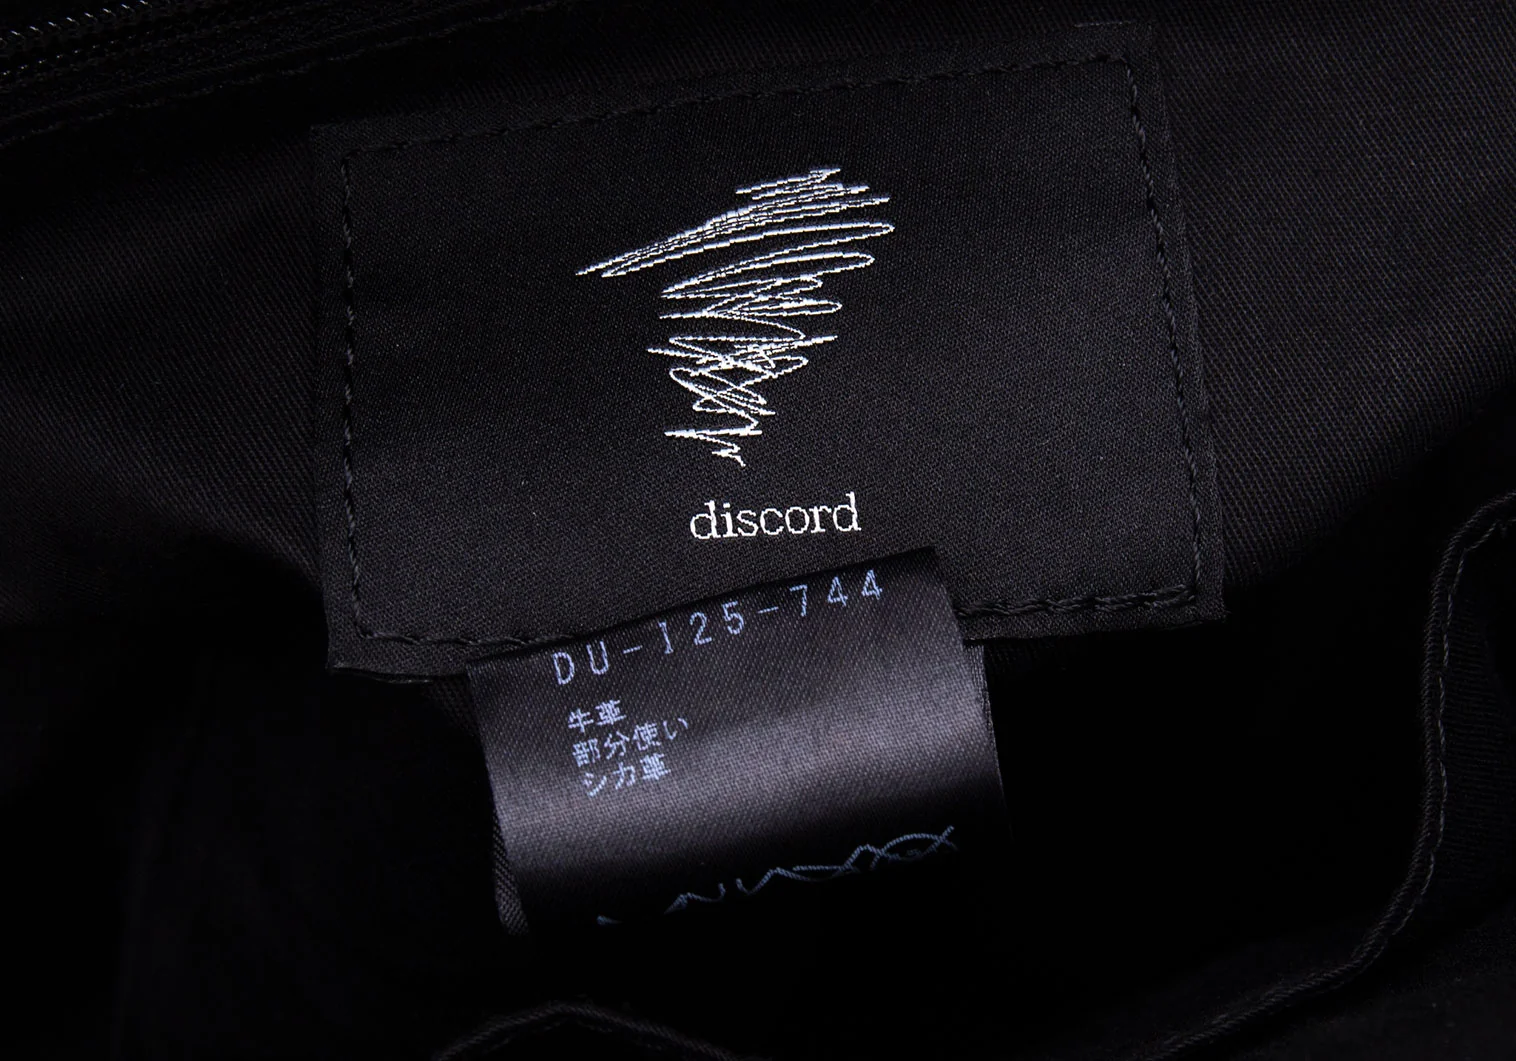 discord
DU-125-744
牛革
部分使い
シカ革